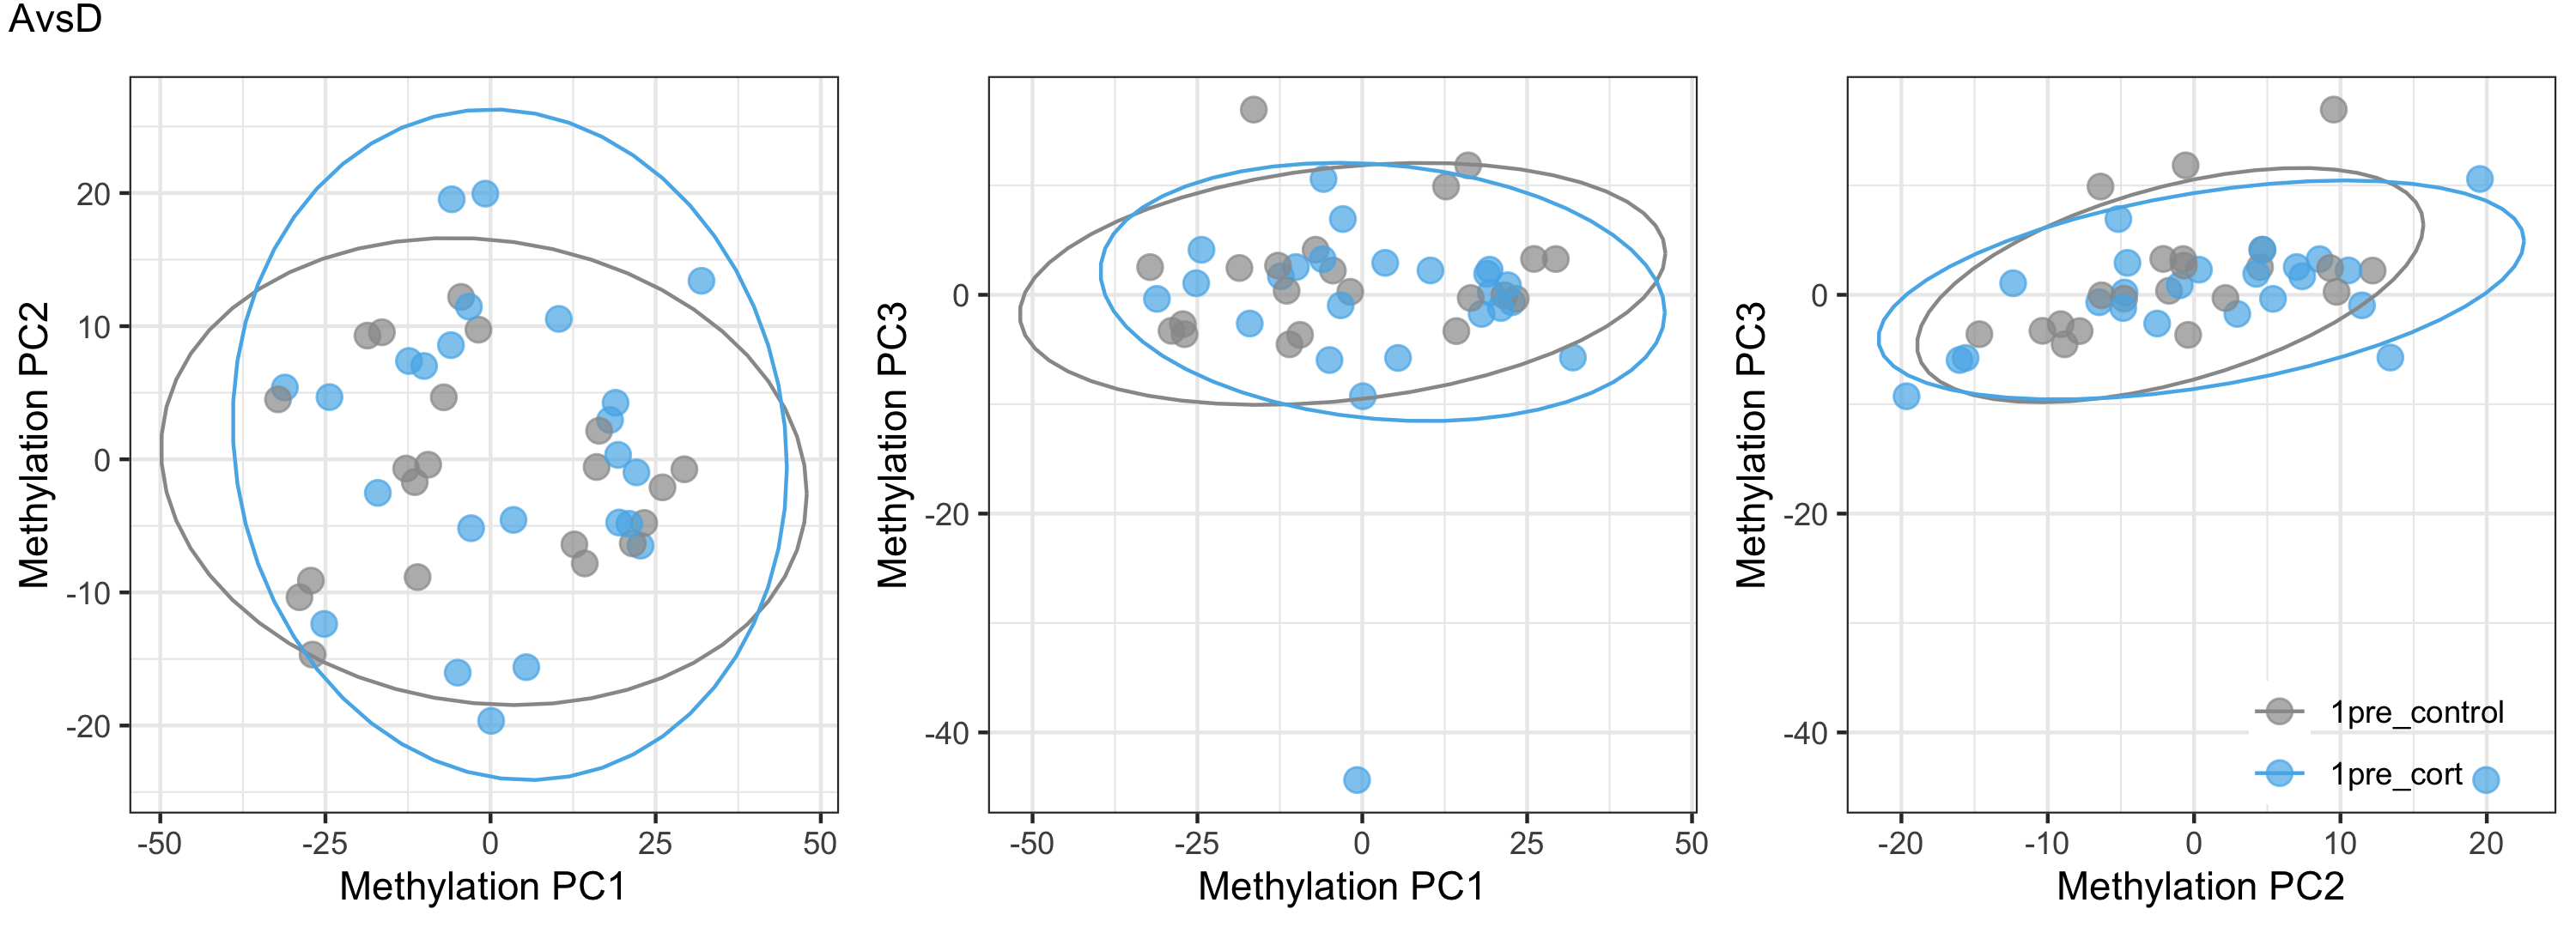 AvsD
Methylation PC2
20
10
0
-10
-20
-50 -25 0 25 50
Methylation PC1
Methylation PC3
0
-20
-40
-50 -25 0 25 50
Methylation PC1
Methylation PC3
0
-20
-40
1pre_control
1pre_cort
-20 -10 0 10 20
Methylation PC2